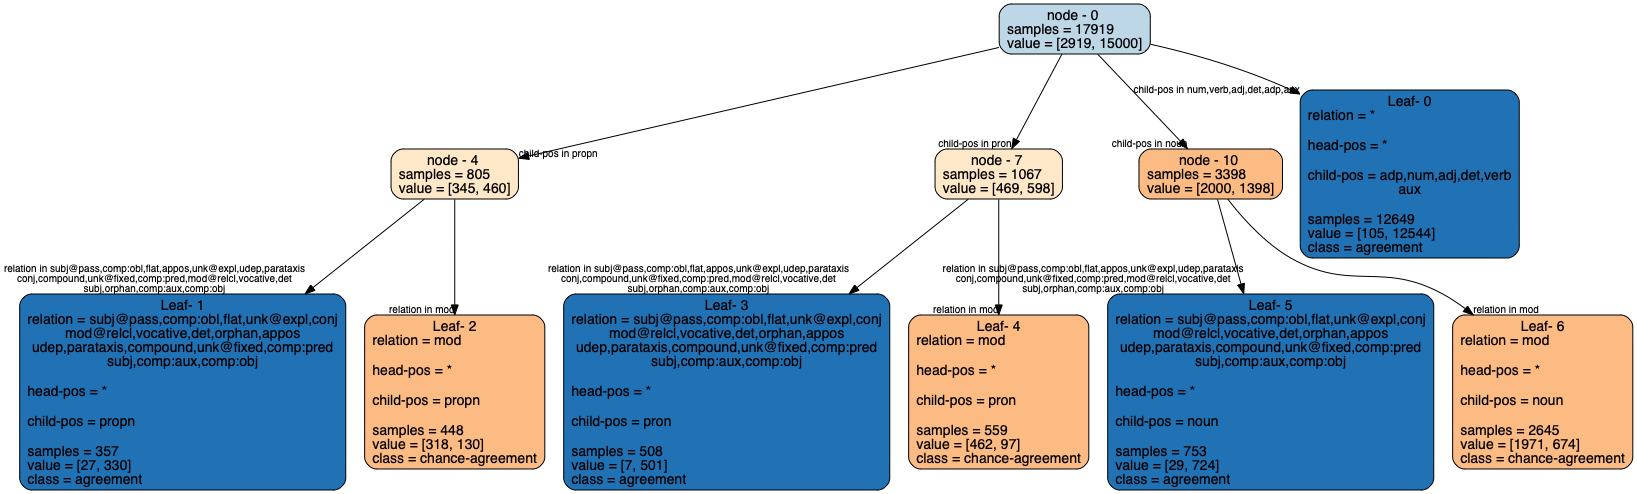 node - 0
samples = 17919
value = [2919, 15000]
child-pos in propn
child-pos in pron
child-pos in noun
child-pos in num,verb,adj,det,adp,aux
node - 4
samples = 805
value = [345, 460]
node - 7
samples = 1067
value = [469, 598]
node - 10
samples = 3398
value = [2000, 1398]
Leaf- 0
relation = *
head-pos = *
child-pos = adp,num,adj,det,verb
aux
samples = 12649
value = [105, 12544]
class = agreement
relation in subj@pass,comp:obl,flat,appos,unk@expl,udep,parataxis
conj,compound,unk@fixed,comp:pred,mod@relcl,vocative,det
subj,orphan,comp:aux,comp:obj
relation in mod
relation in subj@pass,comp:obl,flat,appos,unk@expl,udep,parataxis
conj,compound,unk@fixed,comp:pred,mod@relcl,vocative,det
subj,orphan,comp:aux,comp:obj
relation in mod
relation in subj@pass,comp:obl,flat,appos,unk@expl,udep,parataxis
conj,compound,unk@fixed,comp:pred,mod@relcl,vocative,det
subj,orphan,comp:aux,comp:obj
relation in mod
Leaf- 1
relation = subj@pass,comp:obl,flat,unk@expl,conj
mod@relcl,vocative,det,orphan,appos
udep,parataxis,compound,unk@fixed,comp:pred
subj,comp:aux,comp:obj
head-pos = *
child-pos = propn
samples = 357
value = [27, 330]
class = agreement
Leaf- 2
relation = mod
head-pos = *
child-pos = propn
samples = 448
value = [318, 130]
class = chance-agreement
Leaf- 3
relation = subj@pass,comp:obl,flat,unk@expl,conj
mod@relcl,vocative,det,orphan,appos
udep,parataxis,compound,unk@fixed,comp:pred
subj,comp:aux,comp:obj
head-pos = *
child-pos = pron
samples = 508
value = [7, 501]
class = agreement
Leaf- 4
relation = mod
head-pos = *
child-pos = pron
samples = 559
value = [462, 97]
class = chance-agreement
Leaf- 5
relation = subj@pass,comp:obl,flat,unk@expl,conj
mod@relcl,vocative,det,orphan,appos
udep,parataxis,compound,unk@fixed,comp:pred
subj,comp:aux,comp:obj
head-pos = *
child-pos = noun
samples = 753
value = [29, 724]
class = agreement
Leaf- 6
relation = mod
head-pos = *
child-pos = noun
samples = 2645
value = [1971, 674]
class = chance-agreement